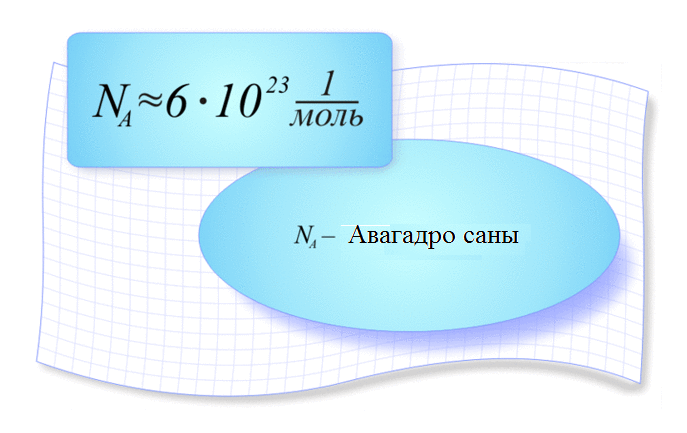 N_A ≈ 6 · 10^23 1/моль
N_A – Авагадро саны